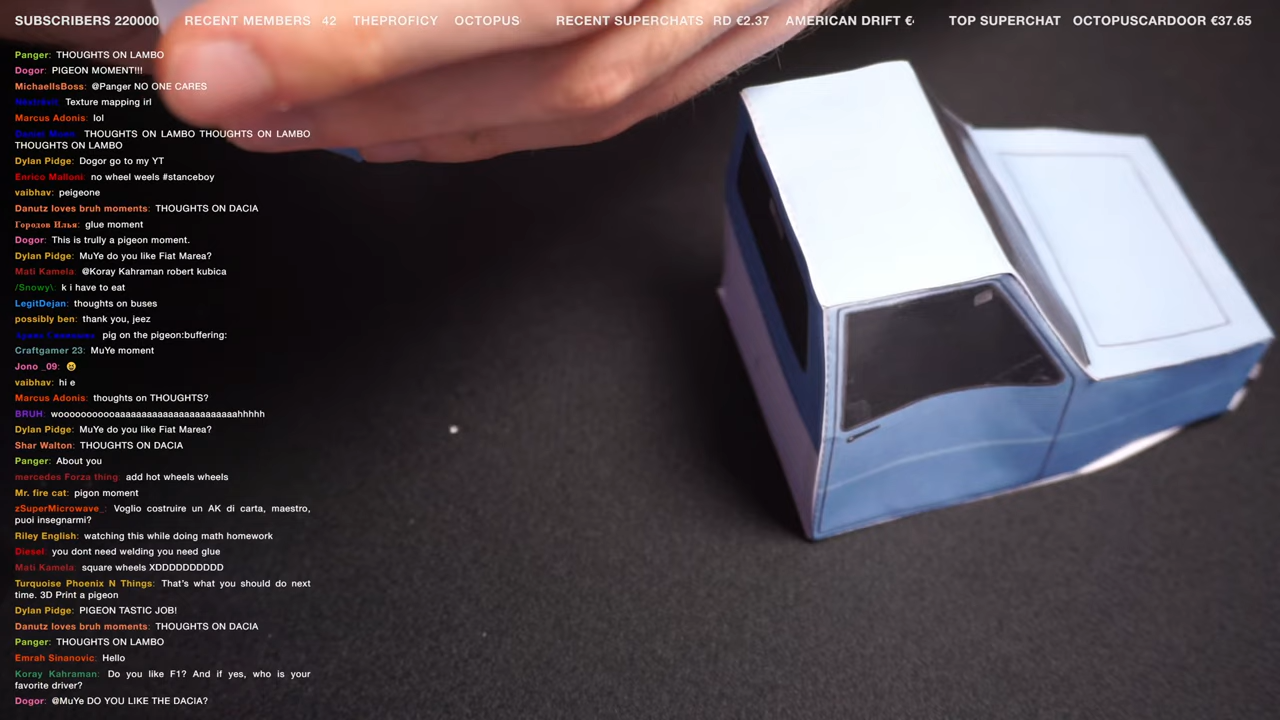 SUBSCRIBERS 220000 RECENT MEMBERS 42 THEPROFICY OCTOPUS RECENT SUPERCHATS RD €2.37 AMERICAN DRIFT € TOP SUPERCHAT OCTOPUSCARDOOR €37.65
Panger: THOUGHTS ON LAMBO
Dogor: PIGEON MOMENT!!!
MichaelIsBoss: @Panger NO ONE CARES
Texture mapping irl
Marcus Adonis: lol
THOUGHTS ON LAMBO THOUGHTS ON LAMBO
THOUGHTS ON LAMBO
Dylan Pidge: Dogor go to my YT
Enrico Malloni: no wheel weels #stanceboy
vaibhav: peigeone
Danutz loves bruh moments: THOUGHTS ON DACIA
Городов Илья: glue moment
Dogor: This is trully a pigeon moment.
Dylan Pidge: MuYe do you like Fiat Marea?
Mati Kamela: @Koray Kahraman robert kubica
/Snowy\: k i have to eat
LegitDejan: thoughts on buses
possibly ben: thank you, jeez
pig on the pigeon:buffering:
Craftgamer 23: MuYe moment
Jono _09:
vaibhav: hi e
Marcus Adonis: thoughts on THOUGHTS?
BRUH: woooooooooaaaaaaaaaaaaaaaaaaaaaahhhhh
Dylan Pidge: MuYe do you like Fiat Marea?
Shar Walton: THOUGHTS ON DACIA
Panger: About you
mercedes Forza thing: add hot wheels wheels
Mr. fire cat: pigon moment
zSuperMicrowave_: Voglio costruire un AK di carta, maestro,
puoi insegnarmi?
Riley English: watching this while doing math homework
Diesel: you dont need welding you need glue
Mati Kamela: square wheels XDDDDDDDDDD
Turquoise Phoenix N Things: That's what you should do next
time. 3D Print a pigeon
Dylan Pidge: PIGEON TASTIC JOB!
Danutz loves bruh moments: THOUGHTS ON DACIA
Panger: THOUGHTS ON LAMBO
Emrah Sinanovic: Hello
Koray Kahraman: Do you like F1? And if yes, who is your
favorite driver?
Dogor: @MuYe DO YOU LIKE THE DACIA?